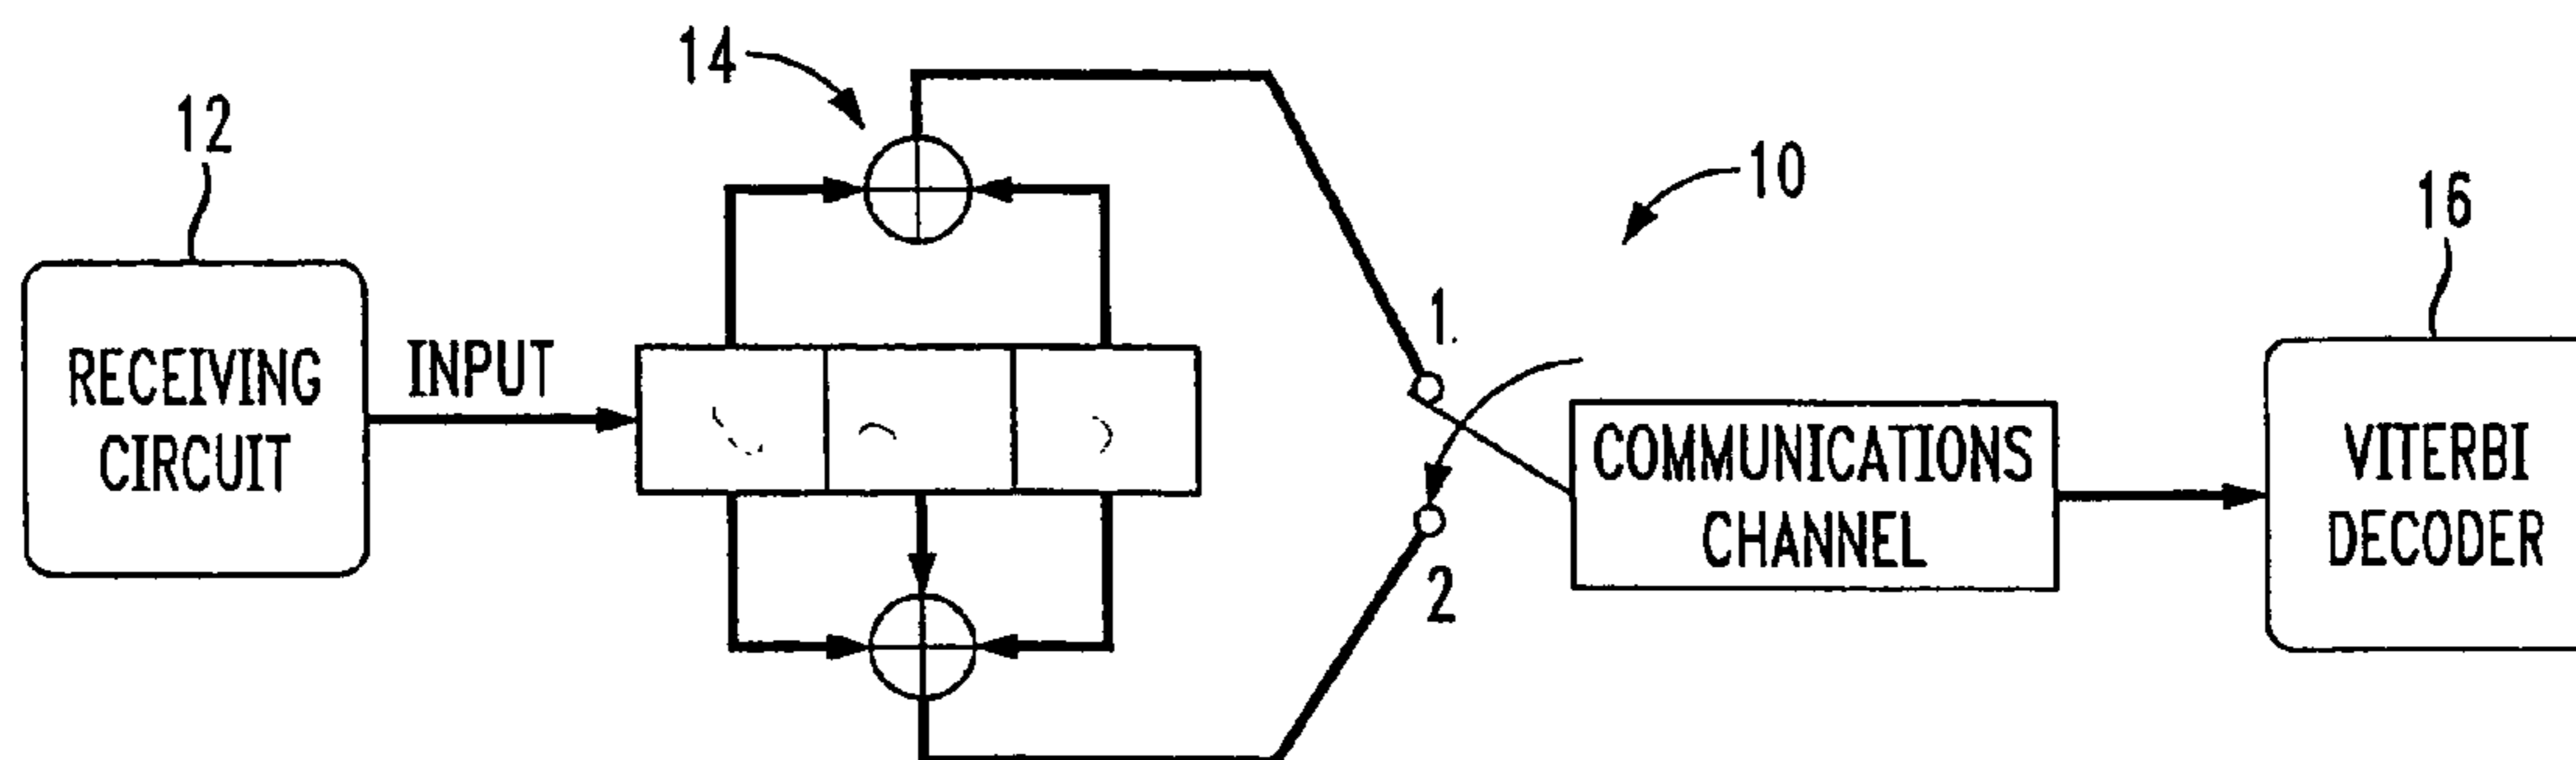 14
12
10
16
RECEIVING
CIRCUIT
INPUT
1.
2
COMMUNICATIONS
CHANNEL
VITERBI
DECODER